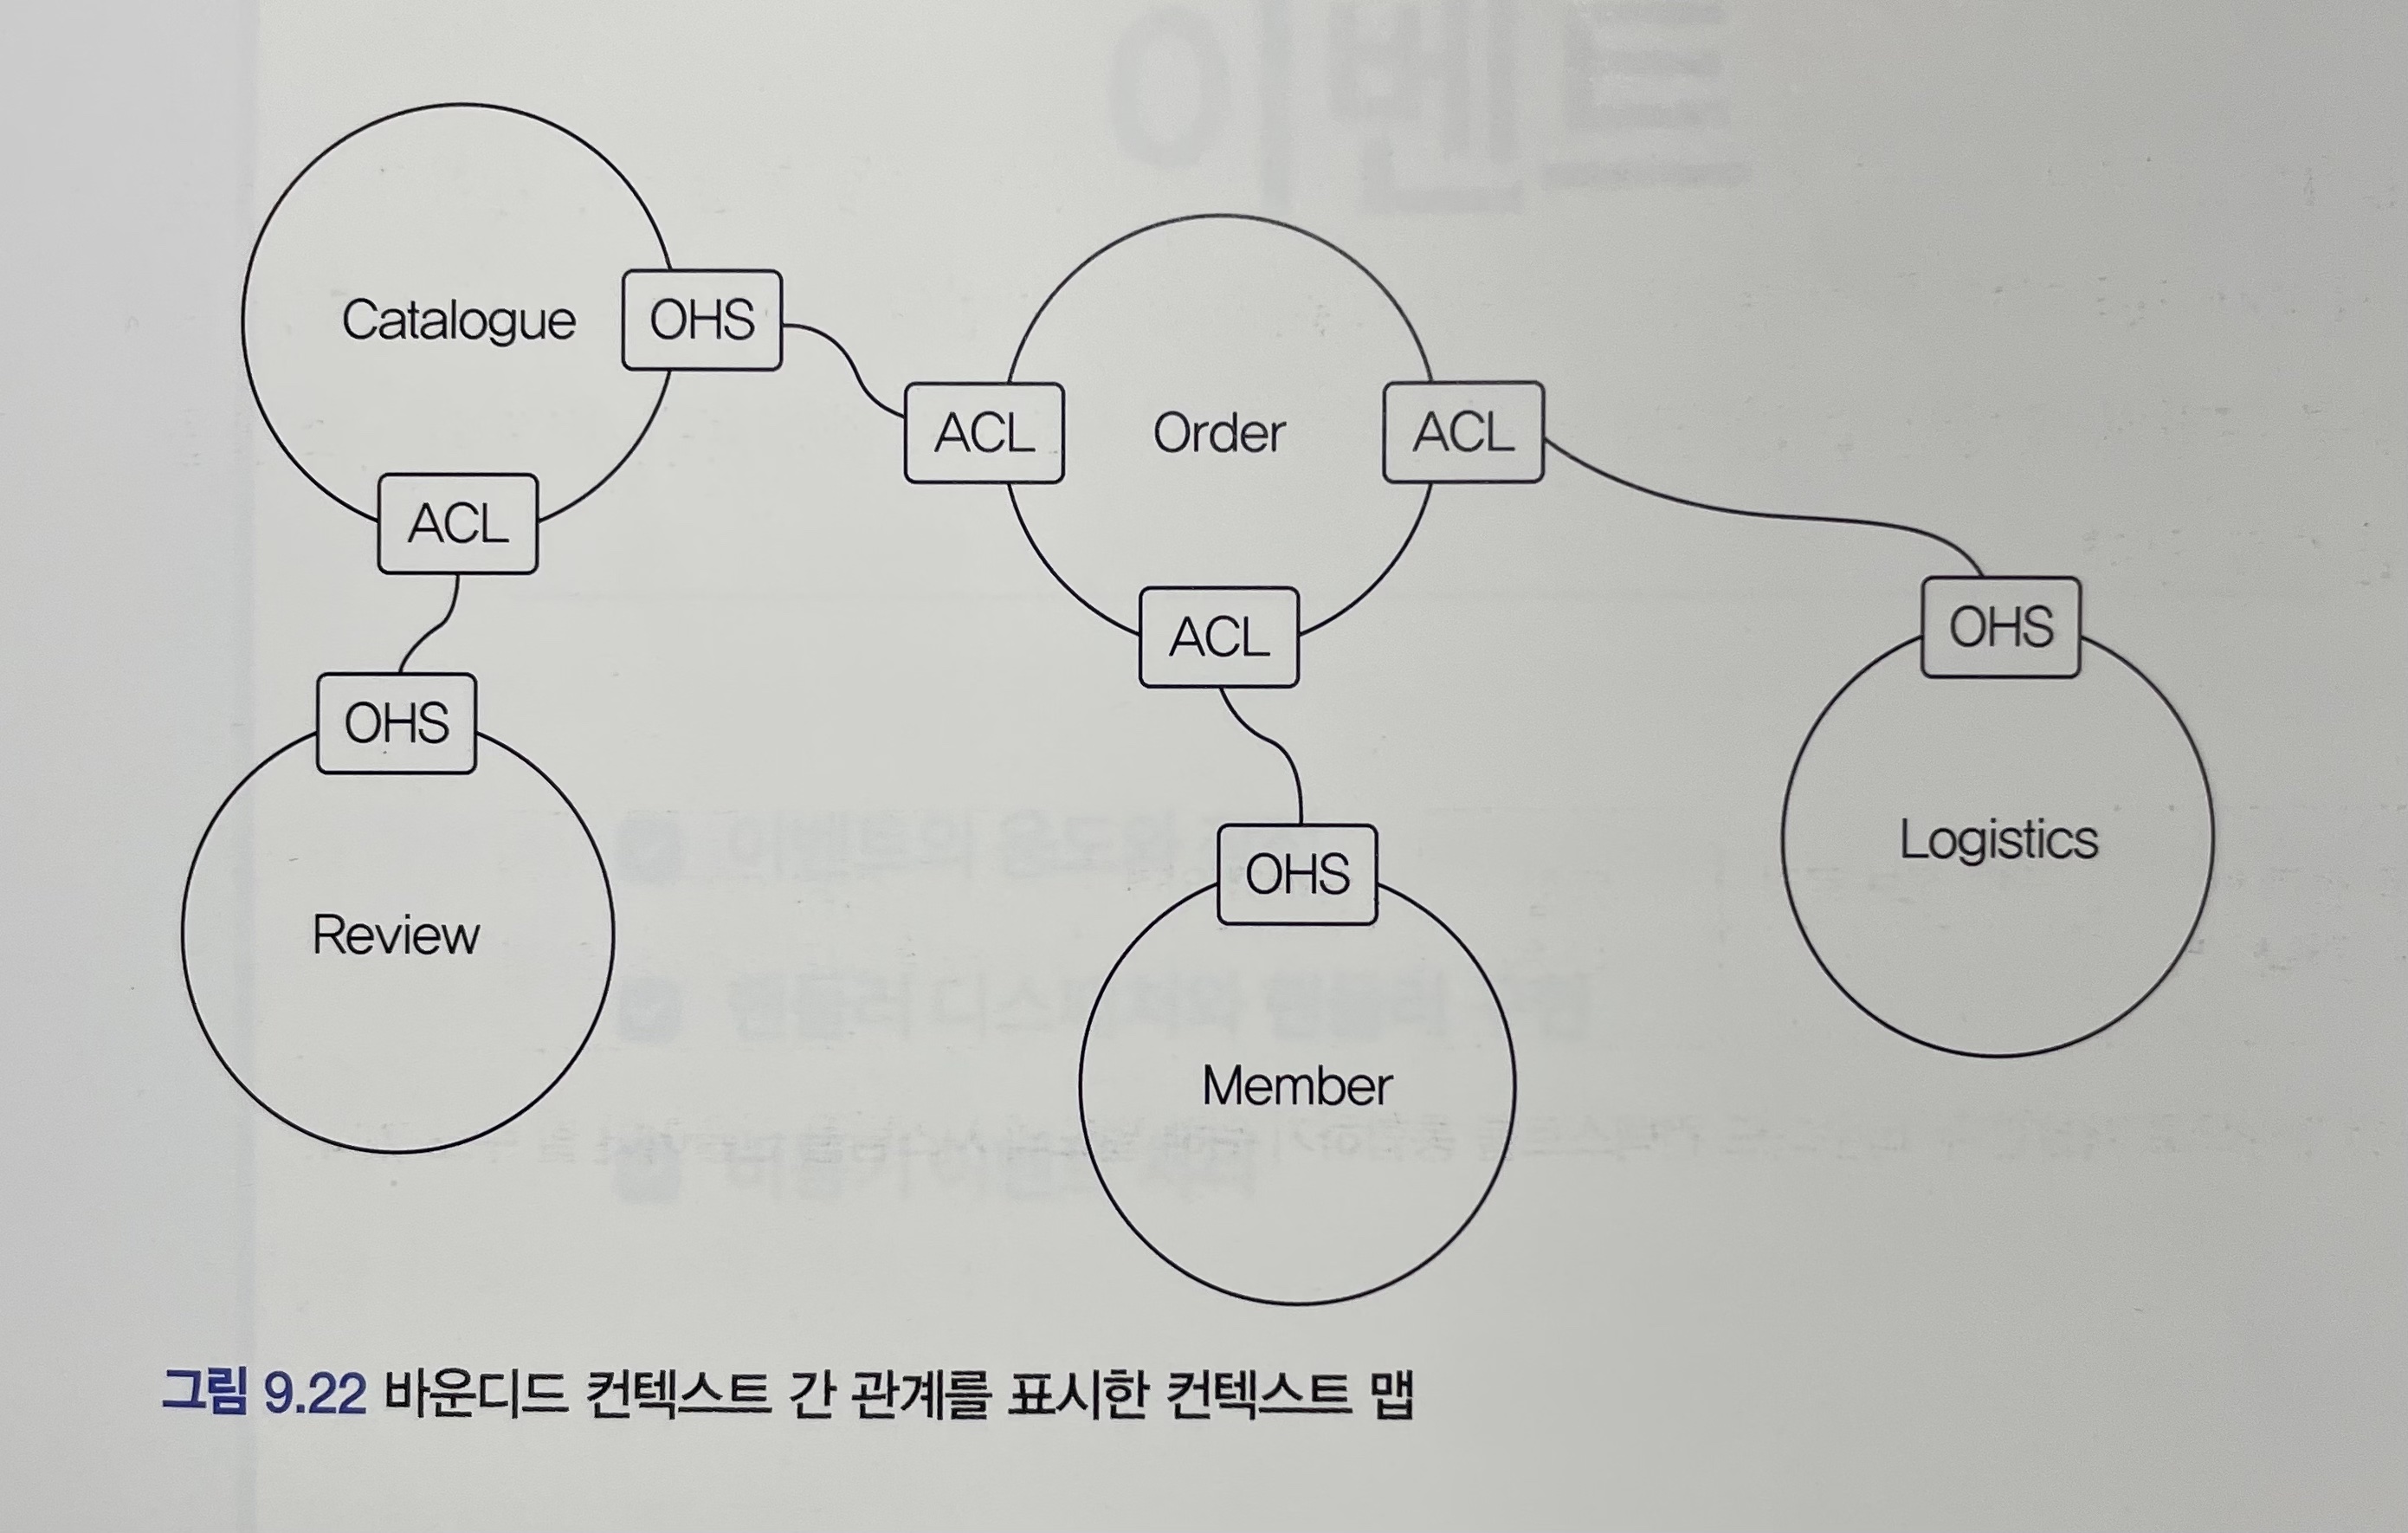 Catalogue
OHS
ACL
Order
ACL
ACL
ACL
OHS
OHS
OHS
Review
Logistics
Member
그림 9.22 바운디드 컨텍스트 간 관계를 표시한 컨텍스트 맵